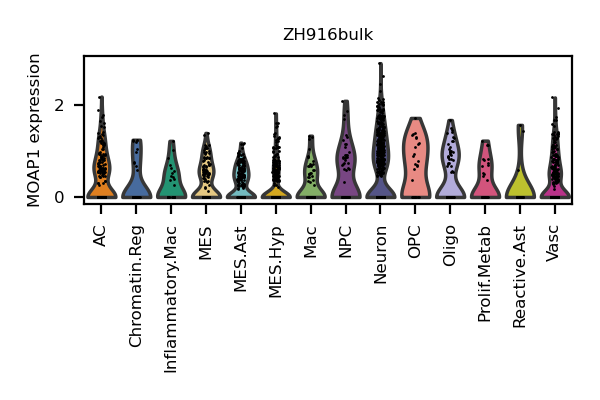 ZH916bulk
MOAP1 expression
2
0
AC
Chromatin.Reg
Inflammatory.Mac
MES
MES.Ast
MES.Hyp
Mac
NPC
Neuron
OPC
Oligo
Prolif.Metab
Reactive.Ast
Vasc